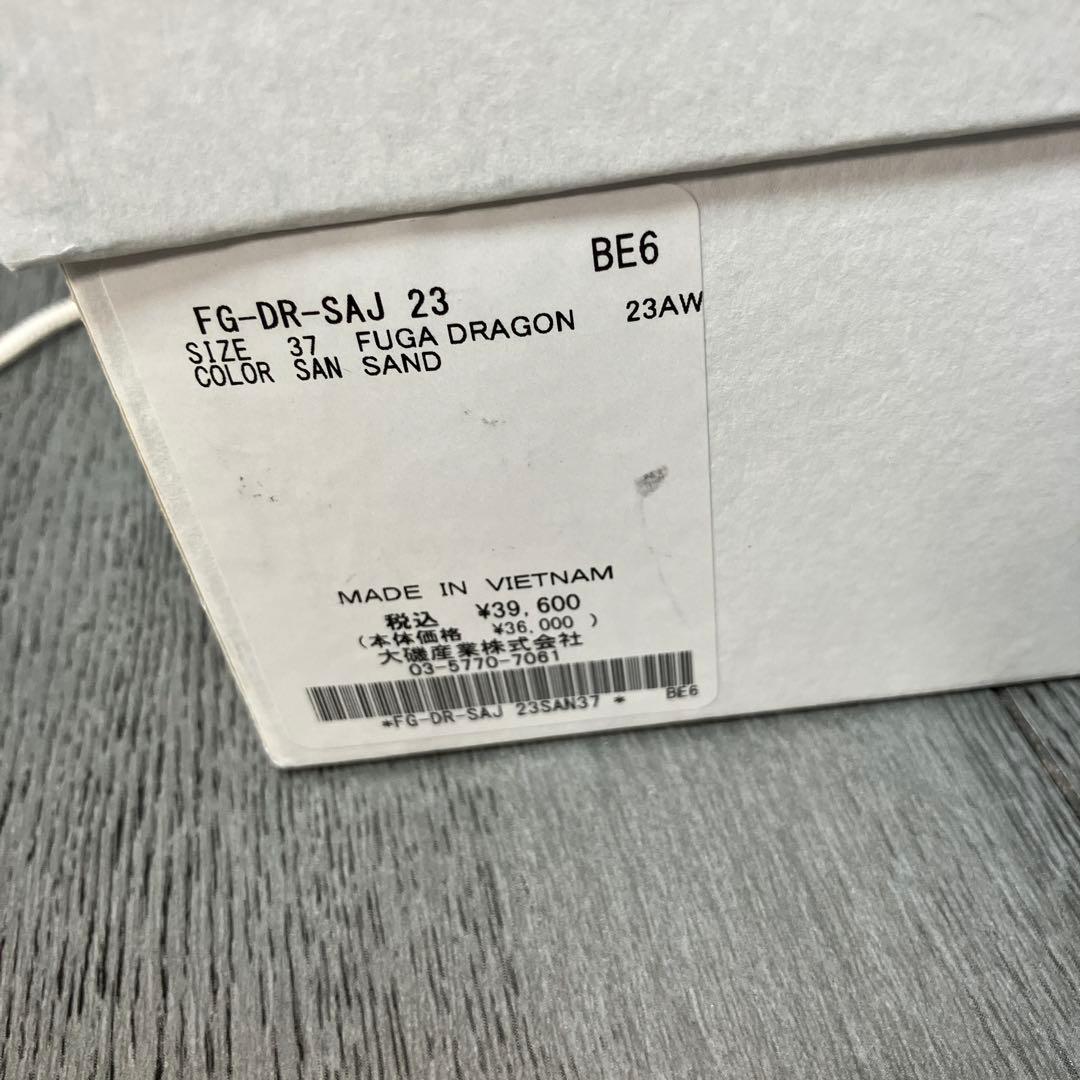 BE6
FG-DR-SAJ 23
SIZE 37 FUGA DRAGON 23AW
COLOR SAN SAND
MADE IN VIETNAM
税込 ¥39,600
(本体価格 ¥36,000 )
大磯産業株式会社
03-5770-7061
*FG-DR-SAJ 23SAN37 * BE6